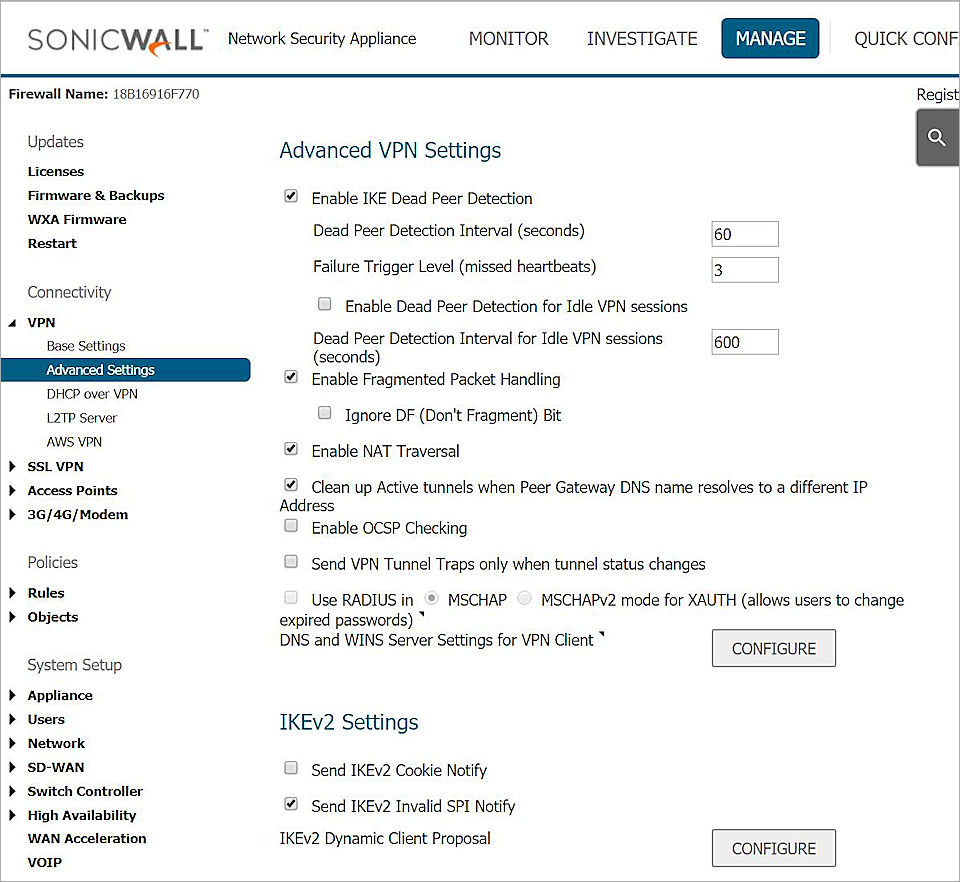 SONICWALL™ Network Security Appliance MONITOR INVESTIGATE MANAGE QUICK CONF
Firewall Name: 18B16916F770
Regist
Updates
Licenses
Firmware & Backups
WXA Firmware
Restart
Connectivity
VPN
Base Settings
Advanced Settings
DHCP over VPN
L2TP Server
AWS VPN
SSL VPN
Access Points
3G/4G/Modem
Policies
Rules
Objects
System Setup
Appliance
Users
Network
SD-WAN
Switch Controller
High Availability
WAN Acceleration
VOIP
Advanced VPN Settings
Enable IKE Dead Peer Detection
Dead Peer Detection Interval (seconds) 60
Failure Trigger Level (missed heartbeats) 3
Enable Dead Peer Detection for Idle VPN sessions
Dead Peer Detection Interval for Idle VPN sessions 600
(seconds)
Enable Fragmented Packet Handling
Ignore DF (Don't Fragment) Bit
Enable NAT Traversal
Clean up Active tunnels when Peer Gateway DNS name resolves to a different IP
Address
Enable OCSP Checking
Send VPN Tunnel Traps only when tunnel status changes
Use RADIUS in MSCHAP MSCHAPv2 mode for XAUTH (allows users to change
expired passwords)
DNS and WINS Server Settings for VPN Client CONFIGURE
IKEv2 Settings
Send IKEv2 Cookie Notify
Send IKEv2 Invalid SPI Notify
IKEv2 Dynamic Client Proposal CONFIGURE